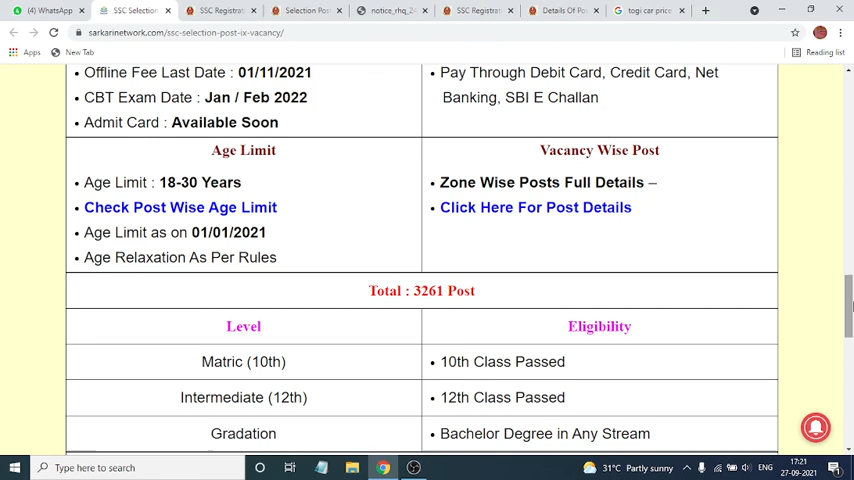 (4) WhatsApp
SSC Selection
SSC Registrat
Selection Post
notice_rhq_24
SSC Registrat
Details Of Po
togi car price
sarkarinetwork.com/ssc-selection-post-ix-vacancy/
Apps
New Tab
Reading list
• Offline Fee Last Date : 01/11/2021
• CBT Exam Date : Jan / Feb 2022
• Admit Card : Available Soon
• Pay Through Debit Card, Credit Card, Net
Banking, SBI E Challan
Age Limit
• Age Limit : 18-30 Years
• Check Post Wise Age Limit
• Age Limit as on 01/01/2021
• Age Relaxation As Per Rules
Vacancy Wise Post
• Zone Wise Posts Full Details –
• Click Here For Post Details
Total : 3261 Post
Level
Eligibility
Matric (10th)
• 10th Class Passed
Intermediate (12th)
• 12th Class Passed
Gradation
• Bachelor Degree in Any Stream
Type here to search
31°C Partly sunny
ENG
17:21
27-09-2021